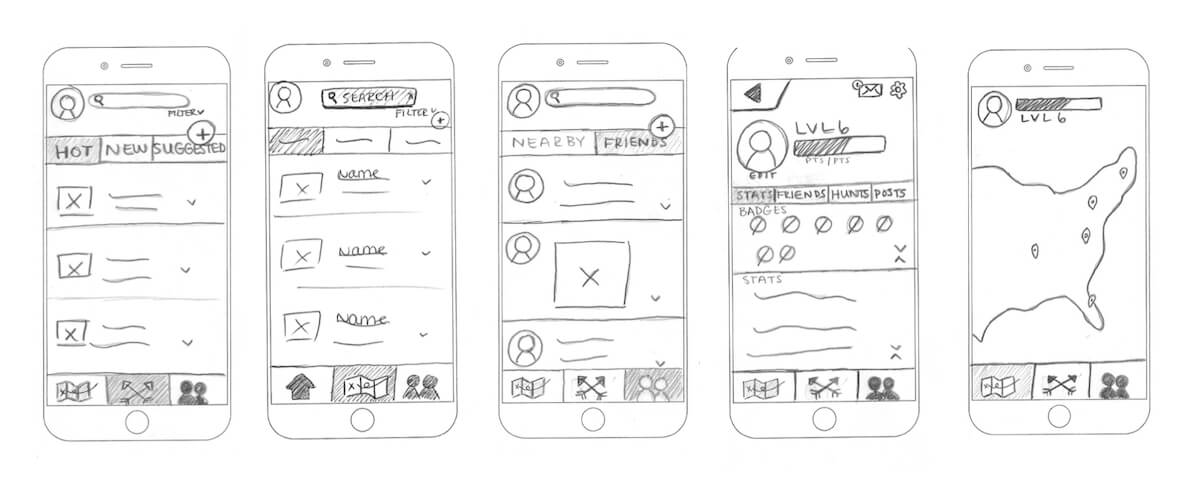 FILTER
HOT NEW SUGGESTED
SEARCH
FILTER
Name
Name
Name
NEARBY FRIENDS
LVL 6
PTS / PTS
EDIT
STATS FRIENDS HUNTS POSTS
BADGES
STATS
LVL 6